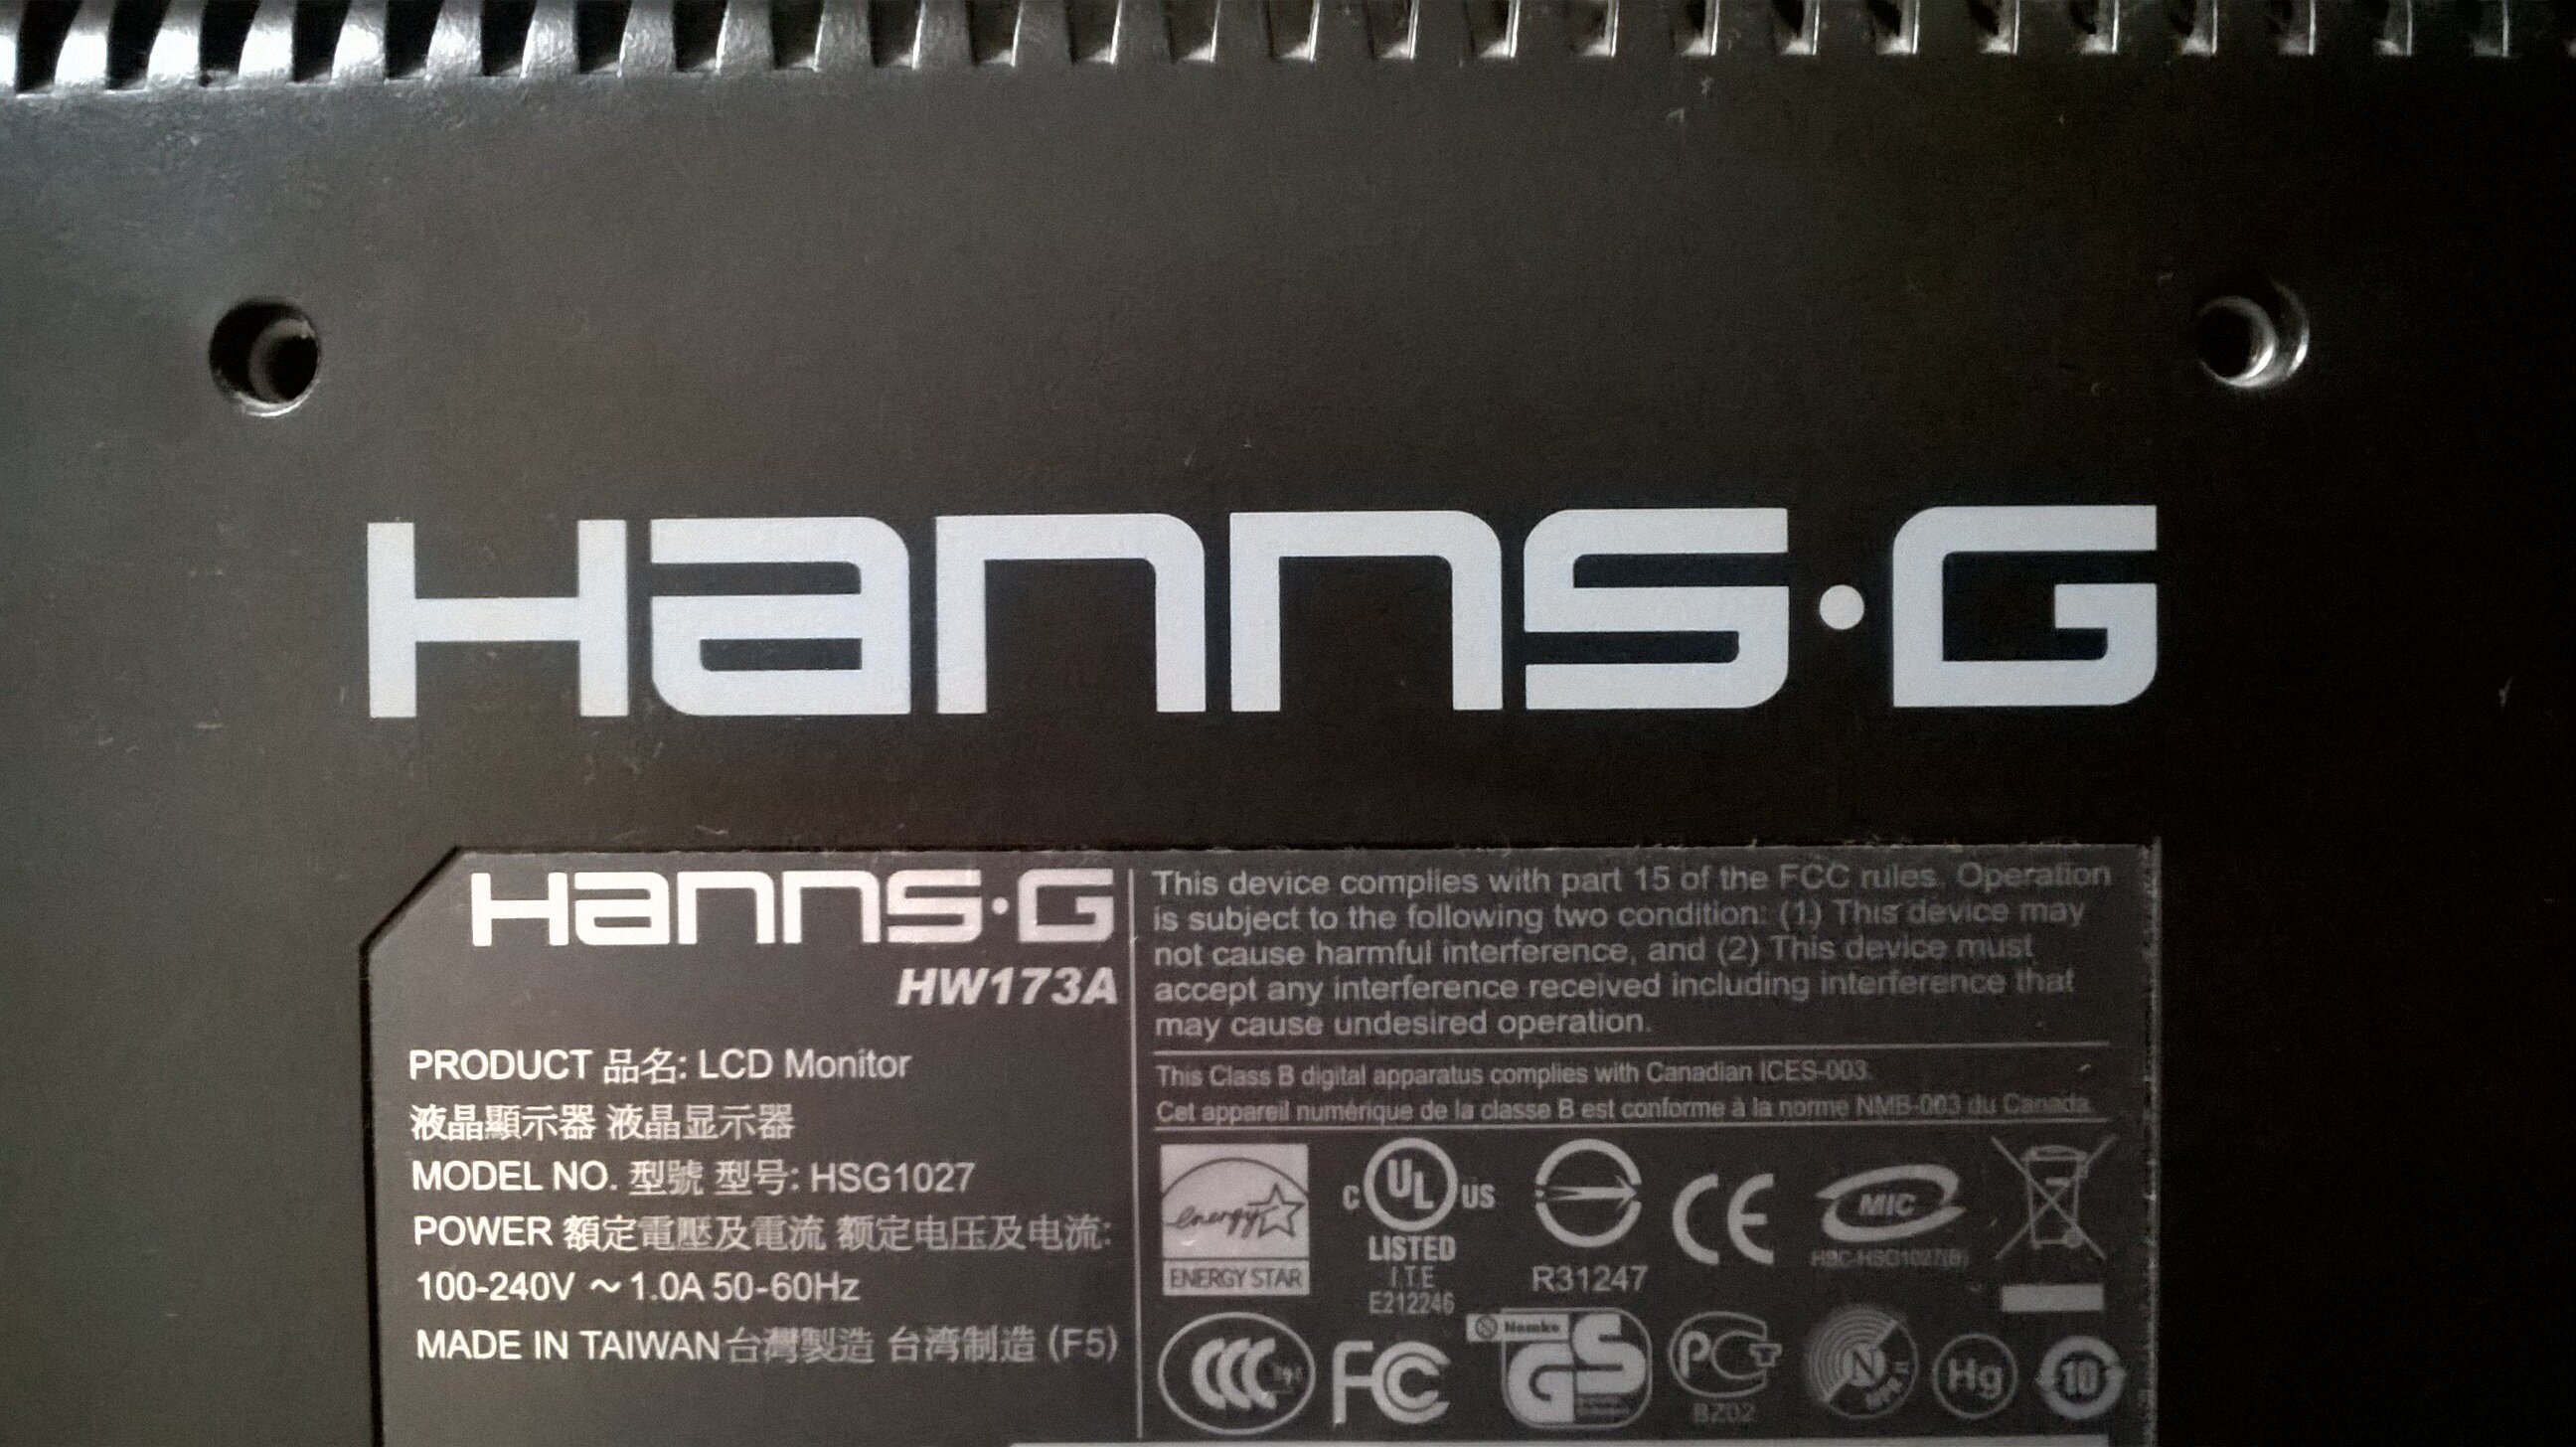 Hanns·G
Hanns·G
HW173A
PRODUCT 品名: LCD Monitor
液晶顯示器 液晶显示器
MODEL NO. 型號 型号: HSG1027
POWER 額定電壓及電流 额定电压及电流:
100-240V ～ 1.0A 50-60Hz
MADE IN TAIWAN 台灣製造 台湾制造 (F5)
This device complies with part 15 of the FCC rules. Operation
is subject to the following two condition: (1) This device may
not cause harmful interference, and (2) This device must
accept any interference received including interference that
may cause undesired operation.
This Class B digital apparatus complies with Canadian ICES-003.
Cet appareil numérique de la classe B est conforme à la norme NMB-003 du Canada.
energy
ENERGY STAR
C UL US
LISTED
I.T.E
E212246
R31247
CE
MIC
HSG1027(B)
CCC
FC
Nemko
GS
PCT
BZ02
N
Hg
10